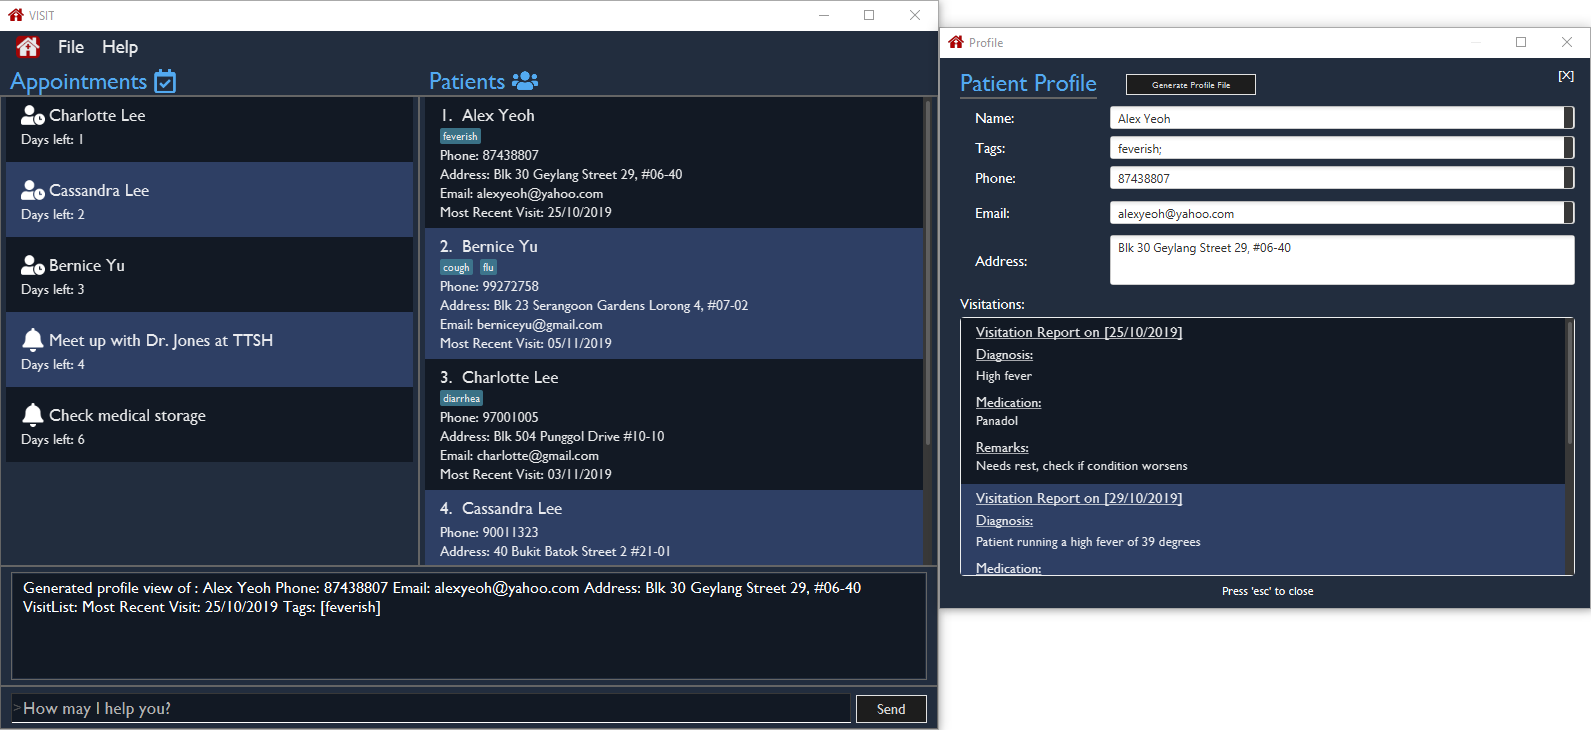 VISIT
File Help
Appointments
Charlotte Lee
Days left: 1
Cassandra Lee
Days left: 2
Bernice Yu
Days left: 3
Meet up with Dr. Jones at TTSH
Days left: 4
Check medical storage
Days left: 6
Patients
1. Alex Yeoh
feverish
Phone: 87438807
Address: Blk 30 Geylang Street 29, #06-40
Email: alexyeoh@yahoo.com
Most Recent Visit: 25/10/2019
2. Bernice Yu
cough flu
Phone: 99272758
Address: Blk 23 Serangoon Gardens Lorong 4, #07-02
Email: berniceyu@gmail.com
Most Recent Visit: 05/11/2019
3. Charlotte Lee
diarrhea
Phone: 97001005
Address: Blk 504 Punggol Drive #10-10
Email: charlotte@gmail.com
Most Recent Visit: 03/11/2019
4. Cassandra Lee
Phone: 90011323
Address: 40 Bukit Batok Street 2 #21-01
Generated profile view of : Alex Yeoh Phone: 87438807 Email: alexyeoh@yahoo.com Address: Blk 30 Geylang Street 29, #06-40
VisitList: Most Recent Visit: 25/10/2019 Tags: [feverish]
>How may I help you?
Send
Profile
[X]
Patient Profile
Generate Profile File
Name: Alex Yeoh
Tags: feverish;
Phone: 87438807
Email: alexyeoh@yahoo.com
Address: Blk 30 Geylang Street 29, #06-40
Visitations:
Visitation Report on [25/10/2019]
Diagnosis:
High fever
Medication:
Panadol
Remarks:
Needs rest, check if condition worsens
Visitation Report on [29/10/2019]
Diagnosis:
Patient running a high fever of 39 degrees
Medication:
Press 'esc' to close